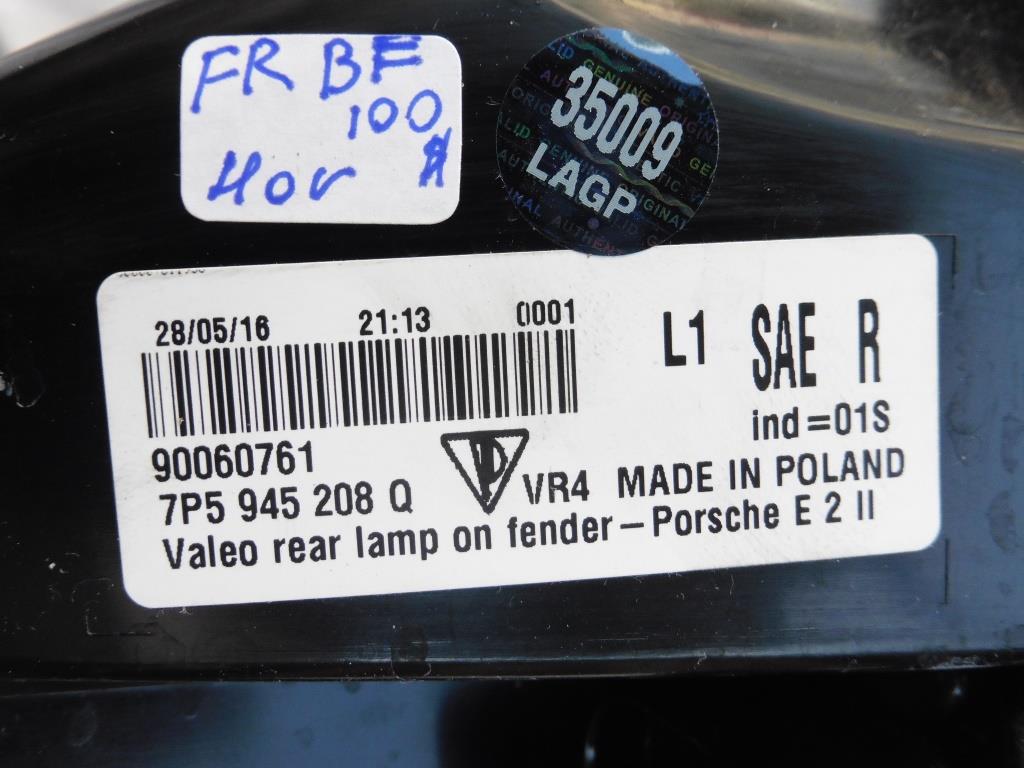 FR BF
100
35009
LAGP
28/05/16 21:13 0001
L1 SAE R
ind=01S
90060761
7P5 945 208 Q VR4 MADE IN POLAND
Valeo rear lamp on fender-Porsche E 2 II